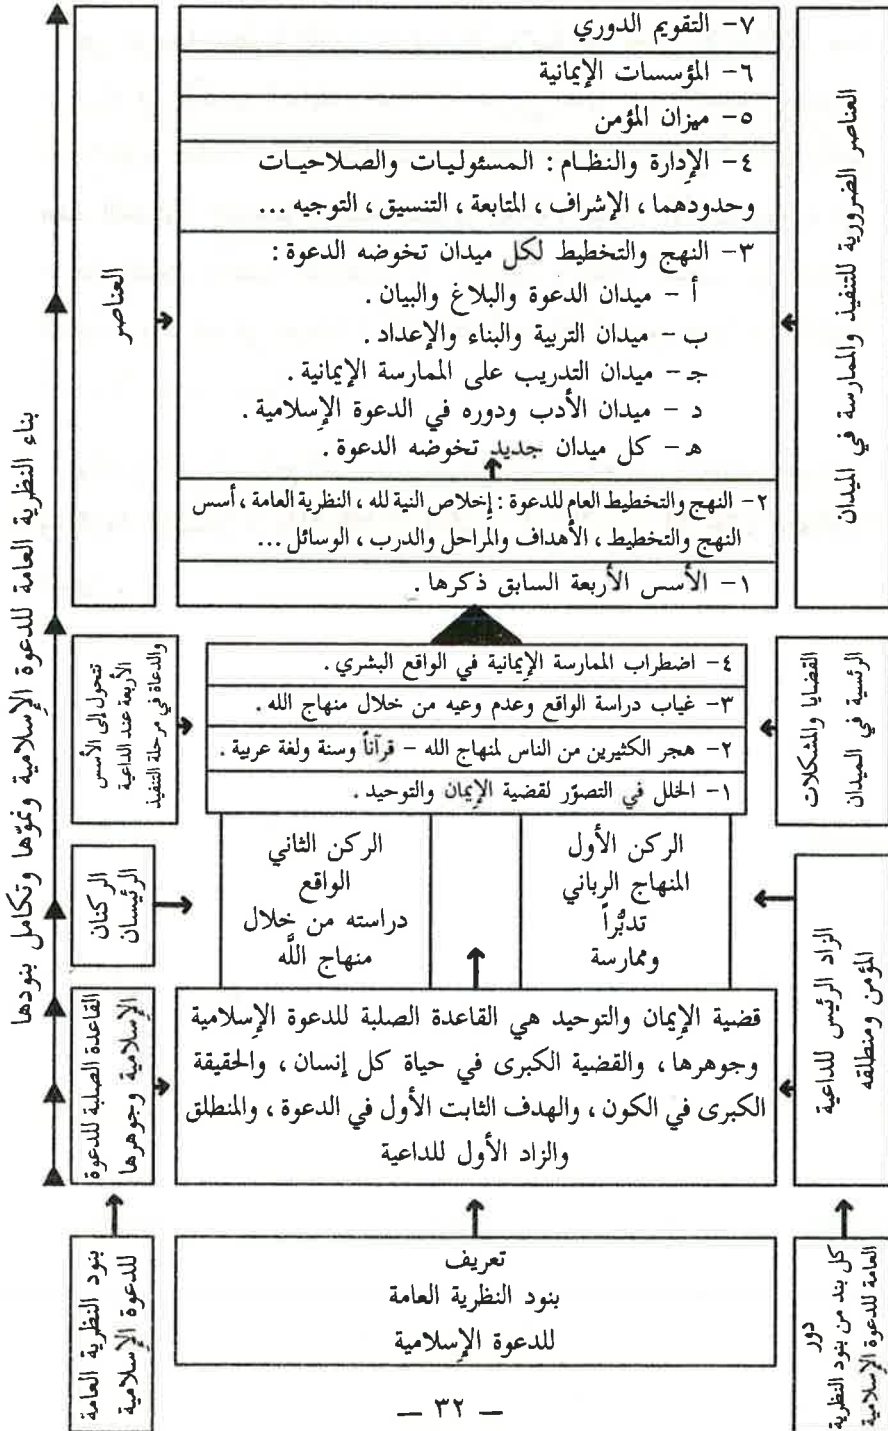 ٧- التقويم الدوري
٦- المؤسسات الإيمانية
٥- ميزان المؤمن
٤- الإدارة والنظام : المسئوليات والصلاحيات
وحدودهما ، الإشراف ، المتابعة ، التنسيق ، التوجيه ...
٣- النهج والتخطيط لكل ميدان تخوضه الدعوة :
أ - ميدان الدعوة والبلاغ والبيان .
ب - ميدان التربية والبناء والإعداد .
جـ - ميدان التدريب على الممارسة الإيمانية .
د - ميدان الأدب ودوره في الدعوة الإسلامية .
هـ - كل ميدان جديد تخوضه الدعوة .
٢- النهج والتخطيط العام للدعوة : إخلاص النية لله ، النظرية العامة ، أسس
النهج والتخطيط ، الأهداف والمراحل والدرب ، الوسائل ...
١- الأسس الأربعة السابق ذكرها .
العناصر الضرورية للتنفيذ والممارسة في الميدان
العناصر
بناء النظرية العامة للدعوة الإسلامية ونموّها وتكامل بنودها
٤- اضطراب الممارسة الإيمانية في الواقع البشري .
٣- غياب دراسة الواقع وعدم وعيه من خلال منهاج الله .
٢- هجر الكثيرين من الناس لمنهاج الله - قرآناً وسنة ولغة عربية .
١- الخلل في التصوّر لقضية الإيمان والتوحيد .
القضايا والمشكلات
الرئسية في الميدان
تتحول إلى الأسس
الأربعة عند الداعية
والدعاة في مرحلة التنفيذ
الركن الأول
المنهاج الرباني
تدبُّراً
وممارسة
الركن الثاني
الواقع
دراسته من خلال
منهاج اللَّه
الركنان
الرئيسان
الزاد الرئيس للداعية
المؤمن ومنطلقه
قضية الإيمان والتوحيد هي القاعدة الصلبة للدعوة الإسلامية
وجوهرها ، والقضية الكبرى في حياة كل إنسان ، والحقيقة
الكبرى في الكون ، والهدف الثابت الأول في الدعوة ، والمنطلق
والزاد الأول للداعية
القاعدة الصلبة للدعوة
الإسلامية وجوهرها
دور
كل بند من بنود النظرية
العامة للدعوة الإسلامية
تعريف
بنود النظرية العامة
للدعوة الإسلامية
بنود النظرية العامة
للدعوة الإسلامية
— ٣٢ —